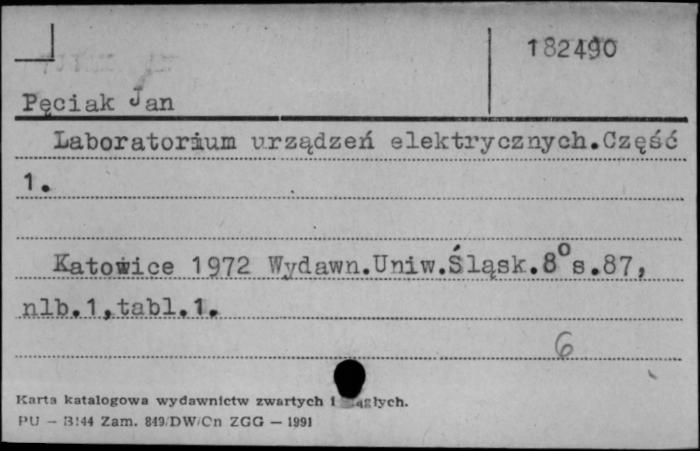 182490
Pęciak Jan
Laboratorium urządzeń elektrycznych.Część
1.
Katowice 1972 Wydawn.Uniw.Śląsk.8° s.87,
nlb.1,tabl.1.
6
Karta katalogowa wydawnictw zwartych i
PU — B144 Zam. 849/DW/Cn ZGG — 1991